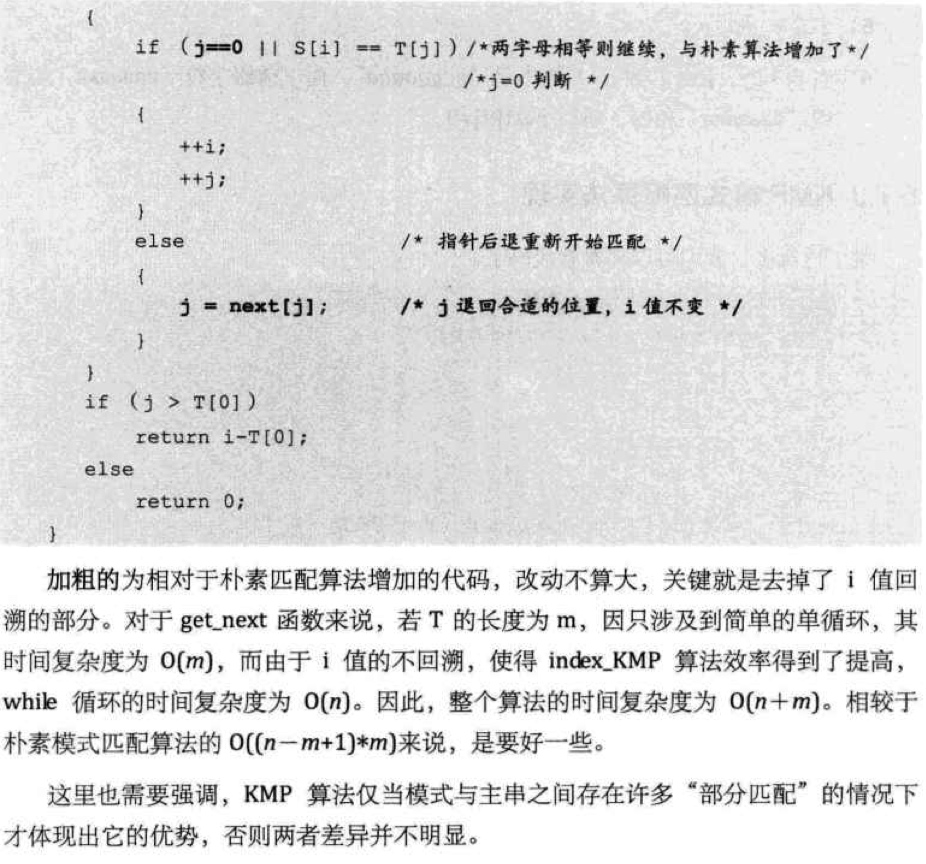 {
if (j==0 || S[i] == T[j]) /*两字母相等则继续，与朴素算法增加了*/
/*j=0 判断 */
{
++i;
++j;
}
else /* 指针后退重新开始匹配 */
{
j = next[j]; /* j 退回合适的位置，i 值不变 */
}
}
if (j > T[0])
return i-T[0];
else
return 0;
}
加粗的为相对于朴素匹配算法增加的代码，改动不算大，关键就是去掉了 i 值回
溯的部分。对于 get_next 函数来说，若 T 的长度为 m，因只涉及到简单的单循环，其
时间复杂度为 O(m)，而由于 i 值的不回溯，使得 index_KMP 算法效率得到了提高，
while 循环的时间复杂度为 O(n)。因此，整个算法的时间复杂度为 O(n＋m)。相较于
朴素模式匹配算法的 O((n－m+1)*m)来说，是要好一些。
这里也需要强调，KMP 算法仅当模式与主串之间存在许多“部分匹配”的情况下
才体现出它的优势，否则两者差异并不明显。